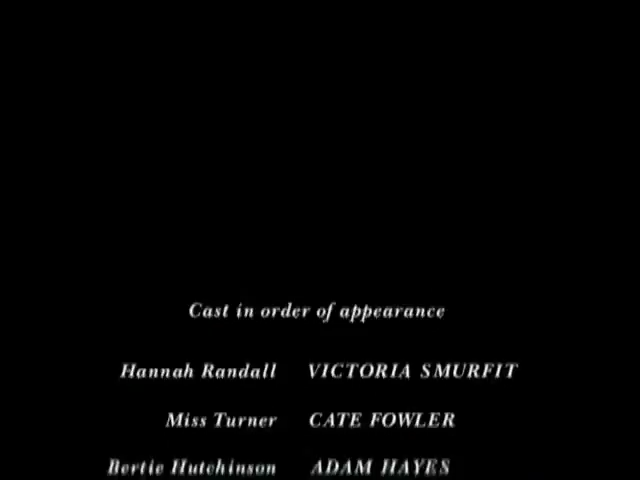 Cast in order of appearance
Hannah Randall VICTORIA SMURFIT
Miss Turner CATE FOWLER
Bertie Hutchinson ADAM HAYES